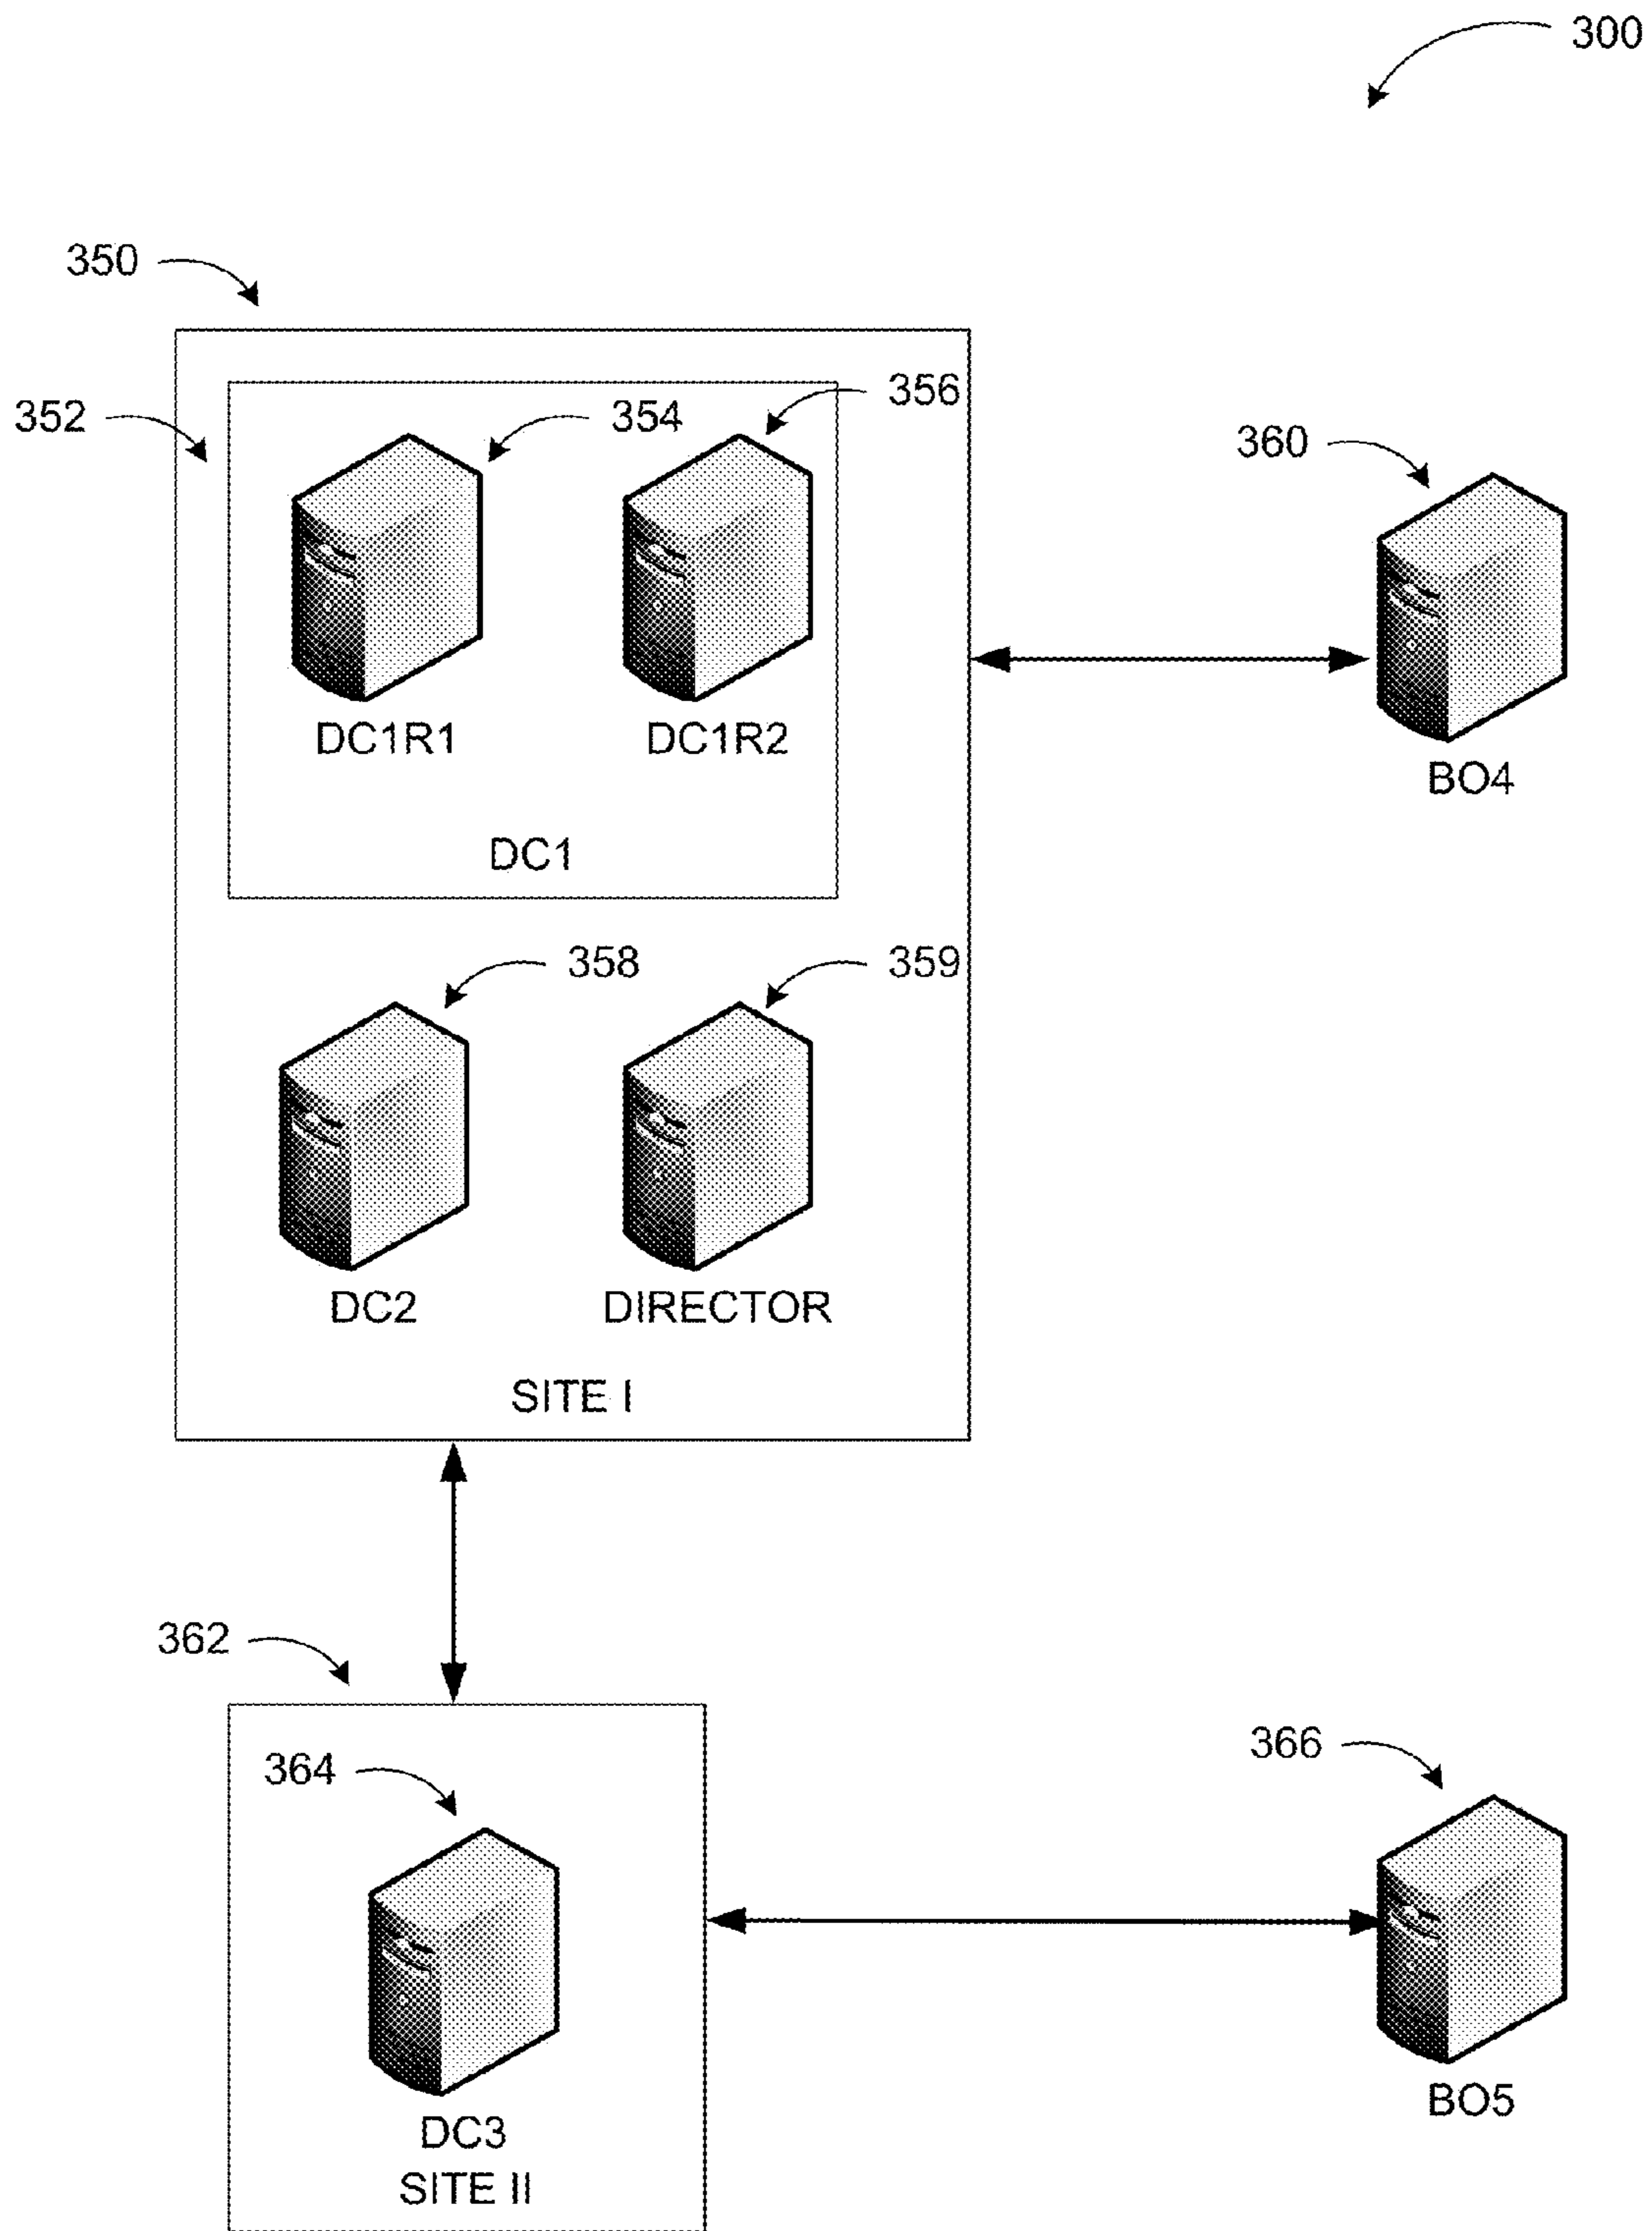 300
350
352
354
356
360
DC1R1
DC1R2
BO4
DC1
358
359
DC2
DIRECTOR
SITE I
362
364
366
DC3
BO5
SITE II